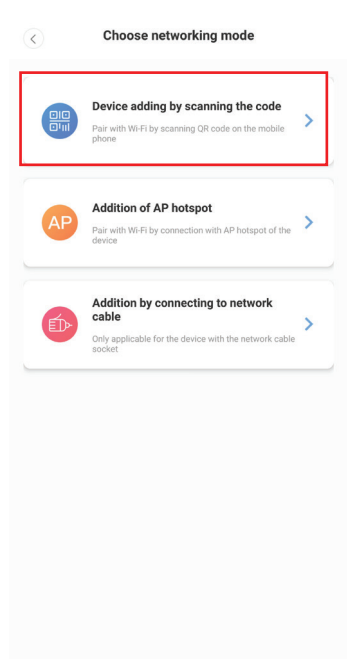 Choose networking mode
Device adding by scanning the code
Pair with Wi-Fi by scanning QR code on the mobile
phone
AP
Addition of AP hotspot
Pair with Wi-Fi by connection with AP hotspot of the
device
Addition by connecting to network
cable
Only applicable for the device with the network cable
socket